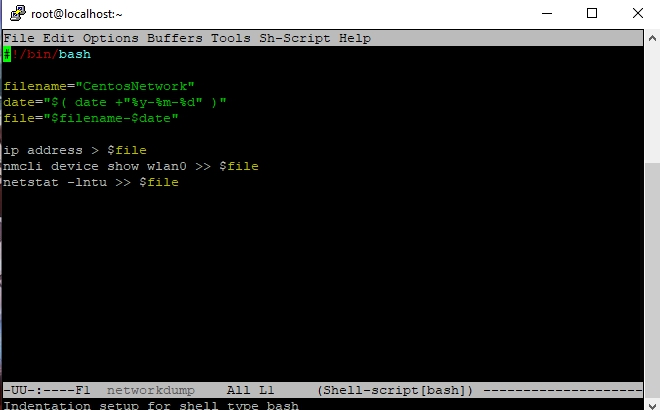 root@localhost:~
File Edit Options Buffers Tools Sh-Script Help
#!/bin/bash
filename="CentosNetwork"
date="$( date +"%y-%m-%d" )"
file="$filename-$date"
ip address > $file
nmcli device show wlan0 >> $file
netstat -lntu >> $file
-UU-:----F1  networkdump    All L1     (Shell-script[bash]) --------------------
Indentation setup for shell type bash